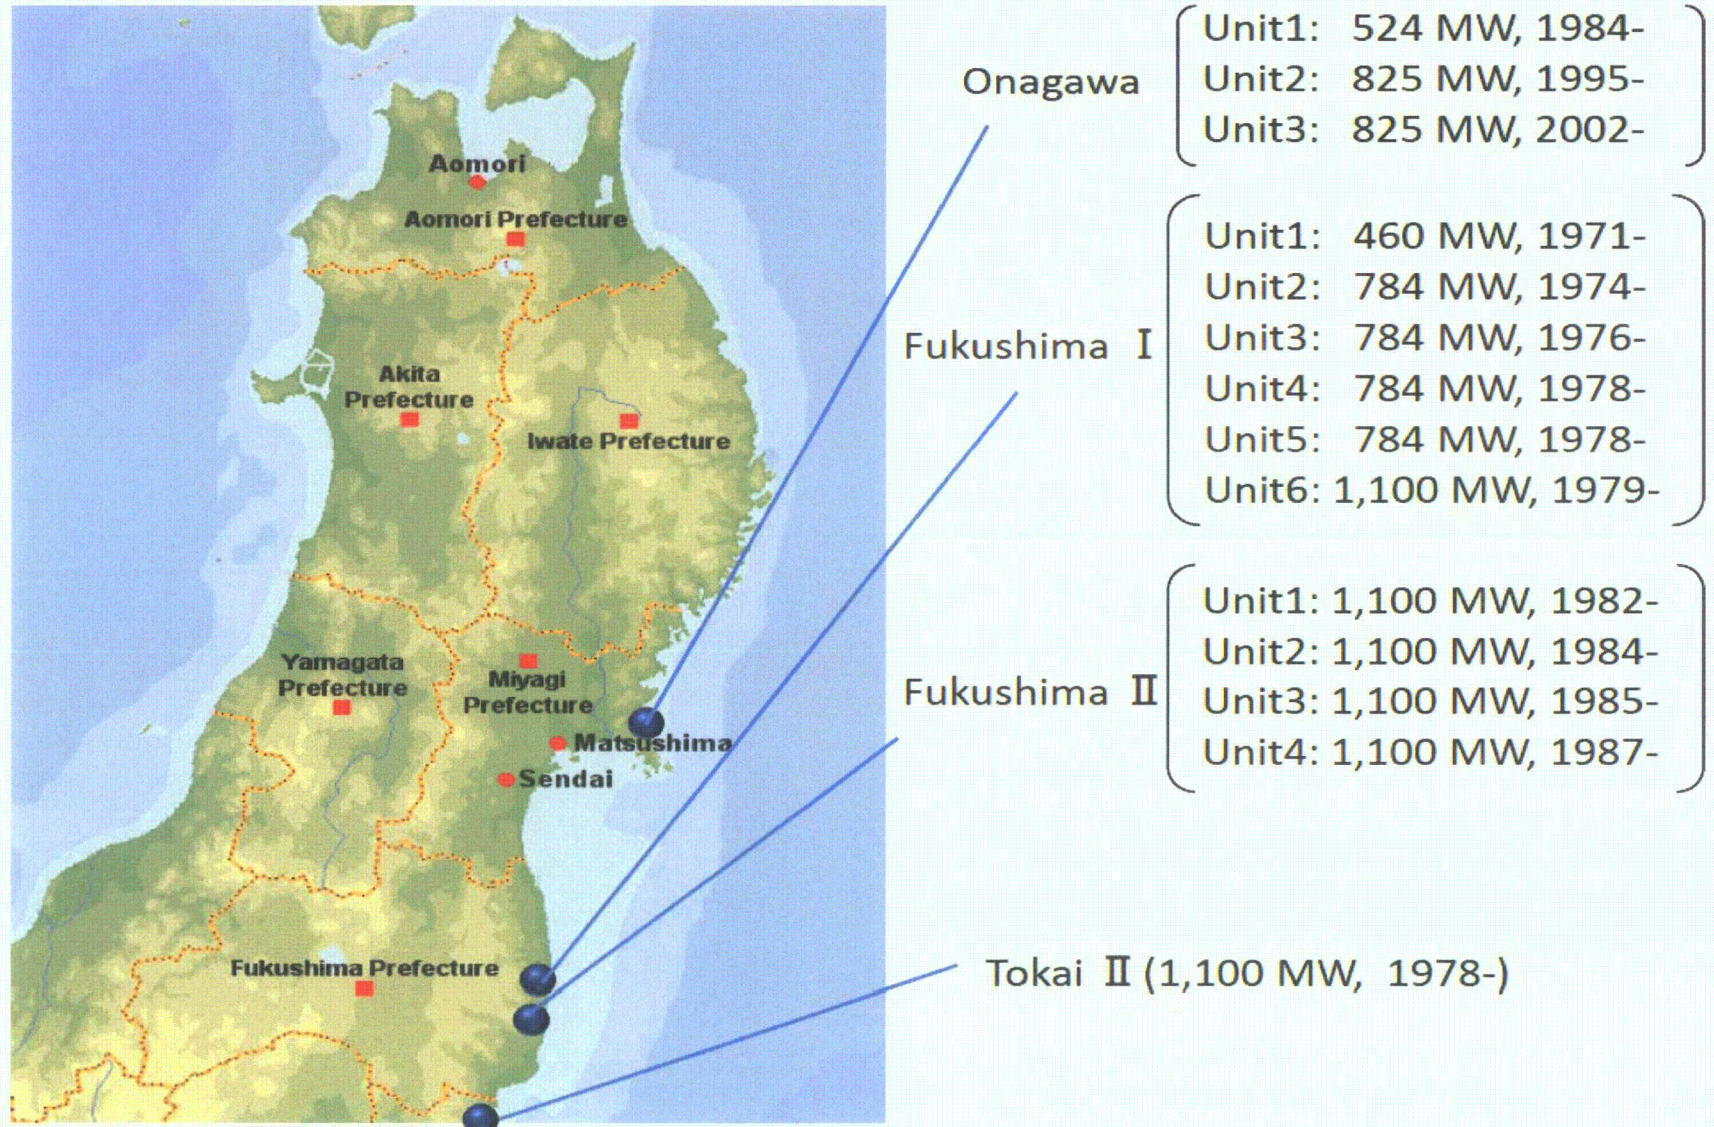 Aomori
Aomori Prefecture
Akita
Prefecture
Iwate Prefecture
Yamagata
Prefecture
Miyagi
Prefecture
Matsushima
Sendai
Fukushima Prefecture
Onagawa
Unit1: 524 MW, 1984-
Unit2: 825 MW, 1995-
Unit3: 825 MW, 2002-
Fukushima Ⅰ
Unit1: 460 MW, 1971-
Unit2: 784 MW, 1974-
Unit3: 784 MW, 1976-
Unit4: 784 MW, 1978-
Unit5: 784 MW, 1978-
Unit6: 1,100 MW, 1979-
Fukushima Ⅱ
Unit1: 1,100 MW, 1982-
Unit2: 1,100 MW, 1984-
Unit3: 1,100 MW, 1985-
Unit4: 1,100 MW, 1987-
Tokai Ⅱ (1,100 MW, 1978-)